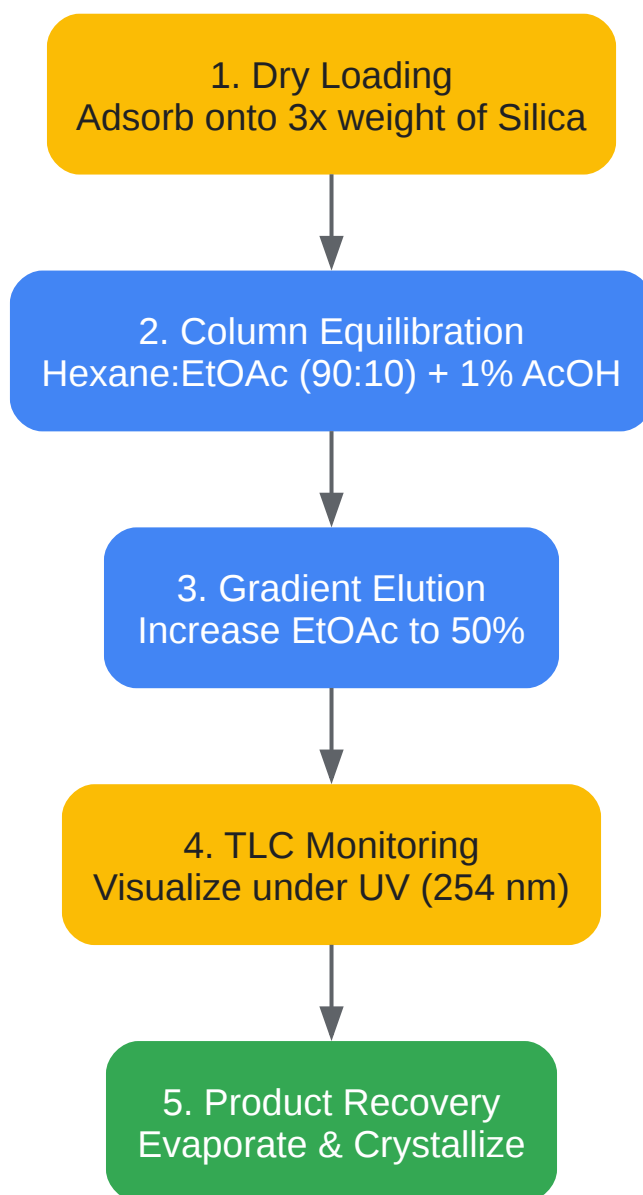 1. Dry Loading
Adsorb onto 3x weight of Silica
2. Column Equilibration
Hexane:EtOAc (90:10) + 1% AcOH
3. Gradient Elution
Increase EtOAc to 50%
4. TLC Monitoring
Visualize under UV (254 nm)
5. Product Recovery
Evaporate & Crystallize